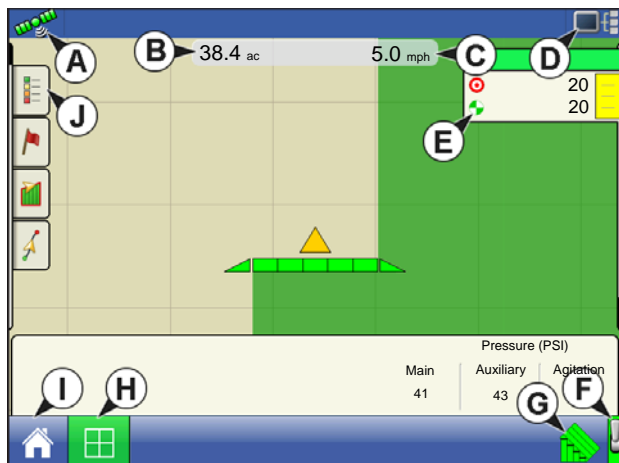 A
B
38.4 ac
5.0 mph
C
D
20
20
E
J
Pressure (PSI)
Main
Auxiliary
Agitation
41
43
I
H
G
F